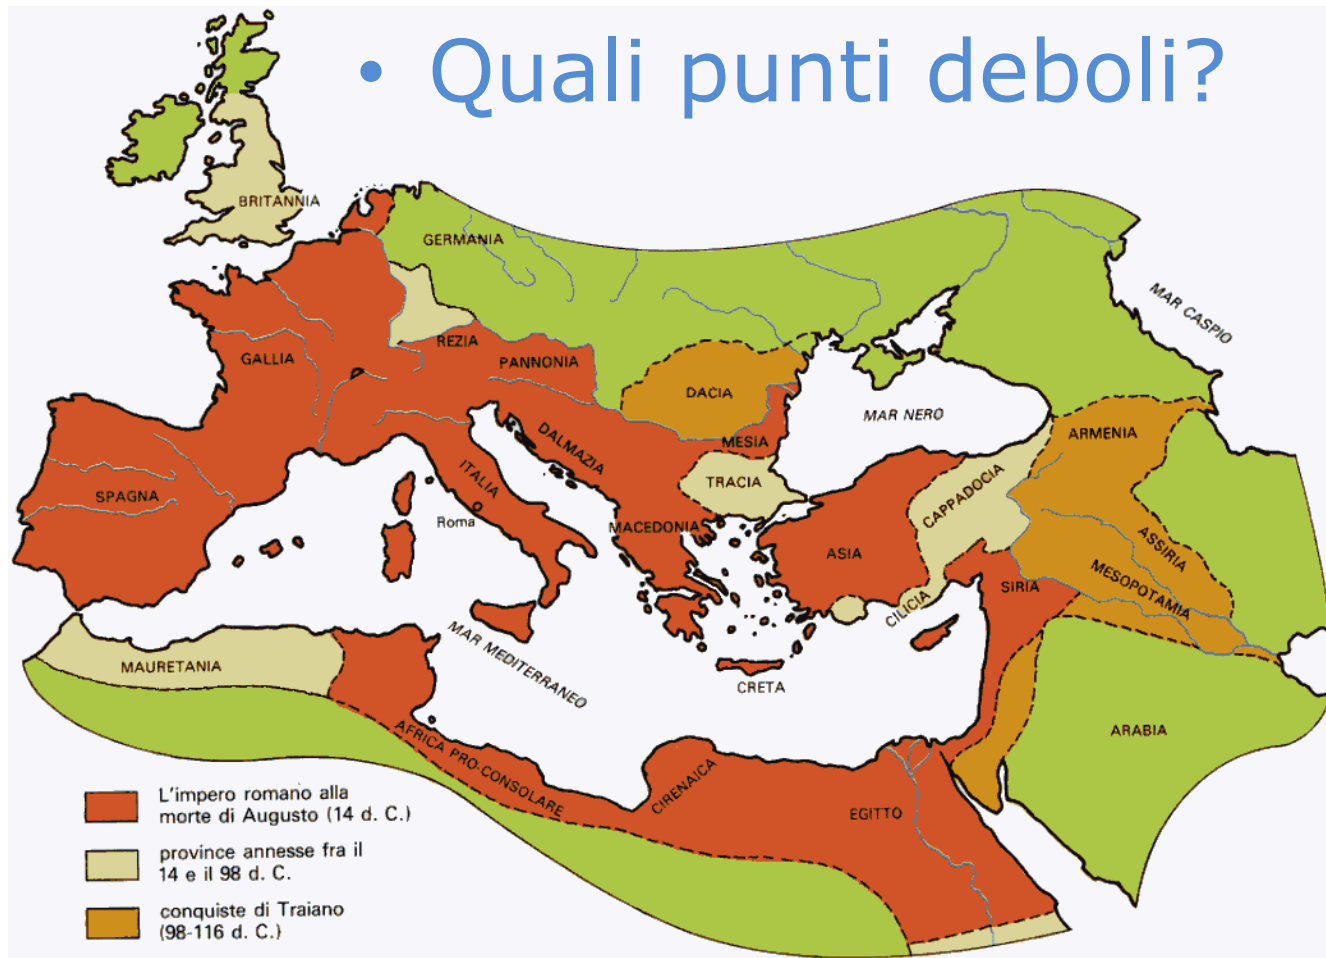 • Quali punti deboli?
BRITANNIA
GERMANIA
MAR CASPIO
REZIA
GALLIA
PANNONIA
DACIA
MAR NERO
ARMENIA
MESIA
DALMAZIA
ITALIA
TRACIA
CAPPADOCIA
SPAGNA
Roma
MACEDONIA
ASIA
ASSIRIA
MESOPOTAMIA
SIRIA
CILICIA
MAR MEDITERRANEO
MAURETANIA
CRETA
ARABIA
AFRICA PRO-CONSOLARE
CIRENAICA
EGITTO
L'impero romano alla
morte di Augusto (14 d. C.)
province annesse fra il
14 e il 98 d. C.
conquiste di Traiano
(98-116 d. C.)